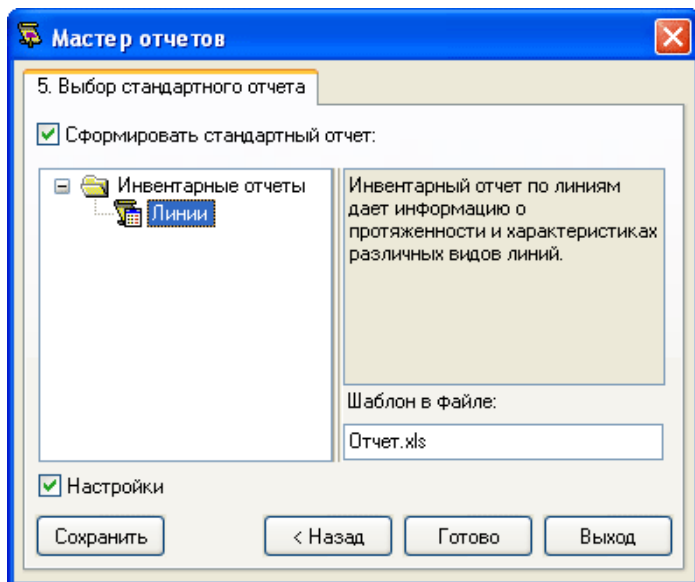 Мастер отчетов
5. Выбор стандартного отчета
Сформировать стандартный отчет:
Инвентарные отчеты
Линии
Инвентарный отчет по линиям
дает информацию о
протяженности и характеристиках
различных видов линий.
Шаблон в файле:
Отчет.xls
Настройки
Сохранить
< Назад
Готово
Выход